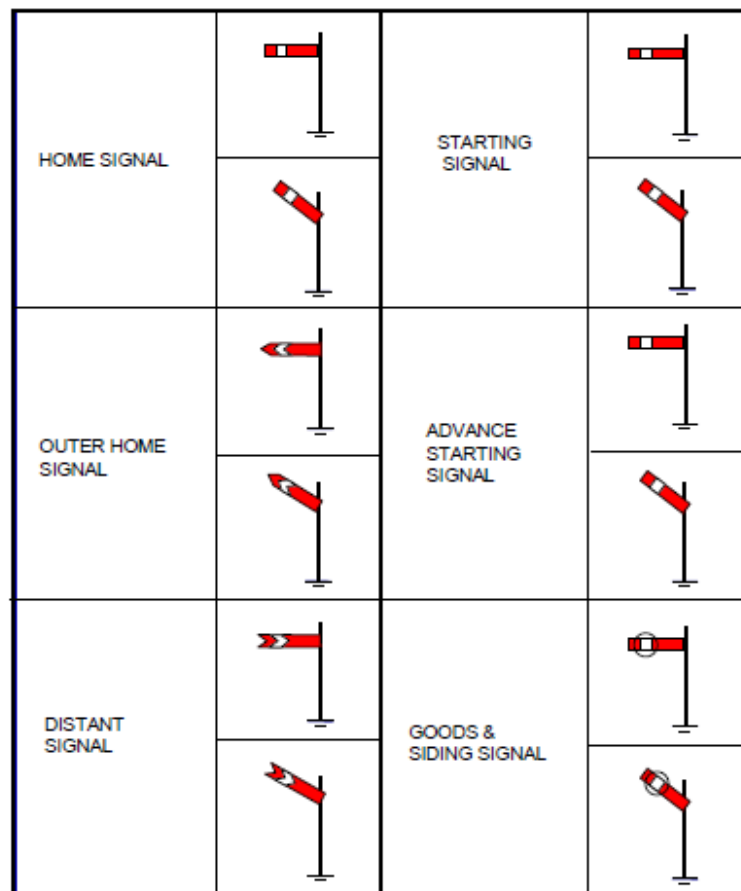 HOME SIGNAL
STARTING
SIGNAL
OUTER HOME
SIGNAL
ADVANCE
STARTING
SIGNAL
DISTANT
SIGNAL
GOODS &
SIDING SIGNAL